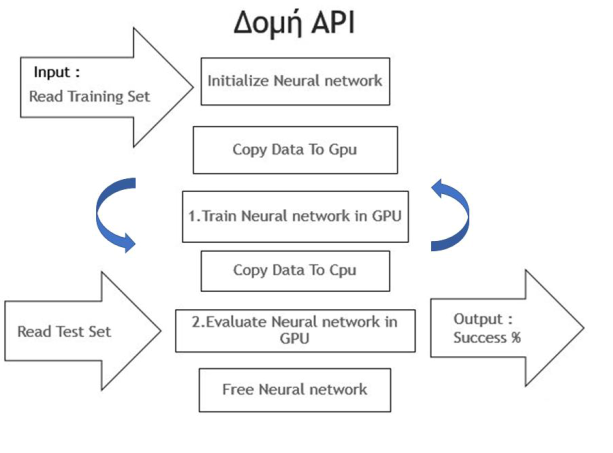 Δομή API
Input :
Read Training Set
Initialize Neural network
Copy Data To Gpu
1.Train Neural network in GPU
Copy Data To Cpu
Read Test Set
2.Evaluate Neural network in
GPU
Output :
Success %
Free Neural network